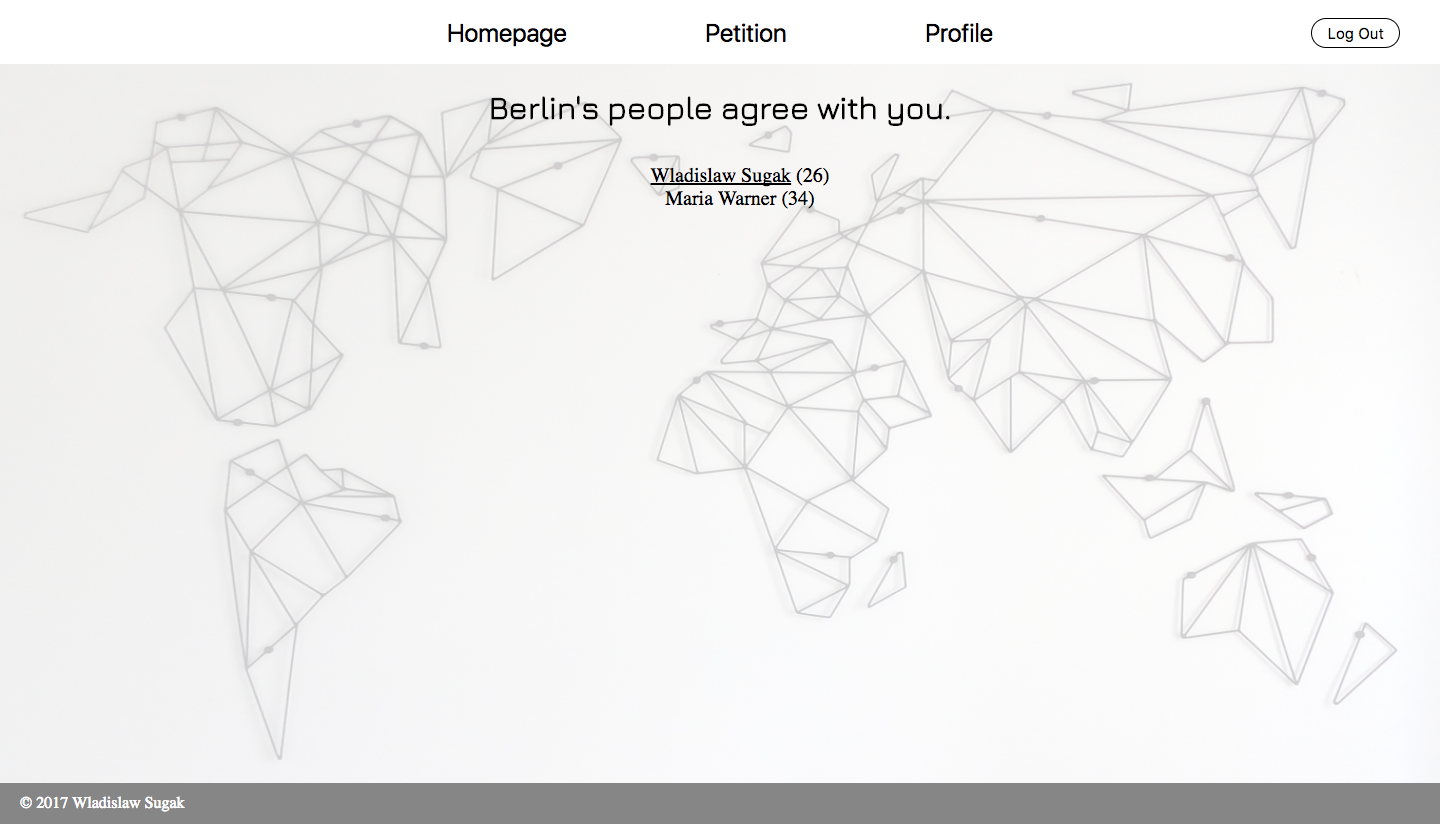 Homepage Petition Profile Log Out
Berlin's people agree with you.
Wladislaw Sugak (26)
Maria Warner (34)
© 2017 Wladislaw Sugak